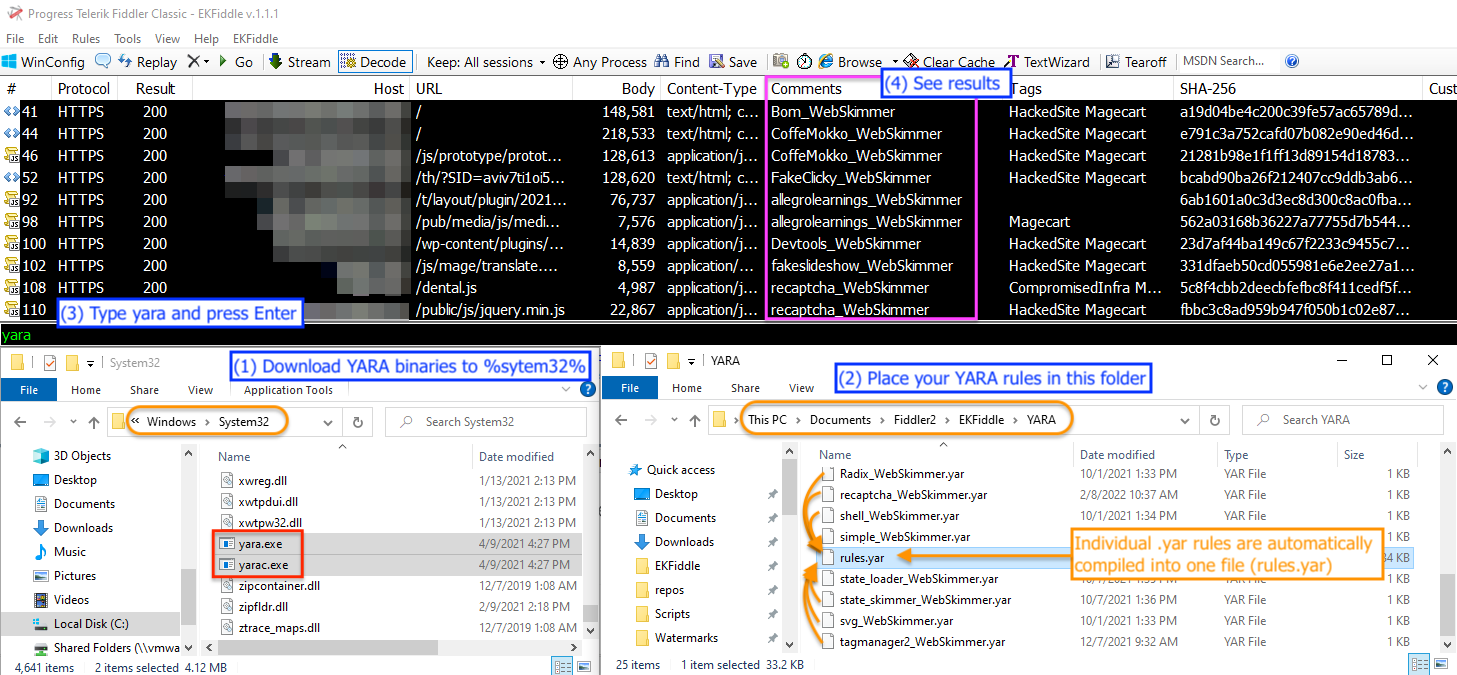 Progress Telerik Fiddler Classic - EKFiddle v.1.1.1
File Edit Rules Tools View Help EKFiddle
WinConfig Replay Go Stream Decode Keep: All sessions Any Process Find Save Browse Clear Cache TextWizard Tearoff MSDN Search...
(4) See results
# Protocol Result Host URL Body Content-Type Comments Tags SHA-256 Cust
41 HTTPS 200 / 148,581 text/html; c... Bom_WebSkimmer HackedSite Magecart a19d04be4c200c39fe57ac65789d...
44 HTTPS 200 / 218,533 text/html; c... CoffeMokko_WebSkimmer HackedSite Magecart e791c3a752cafd07b082e90ed46d...
46 HTTPS 200 /js/prototype/protot... 128,613 application/j... CoffeMokko_WebSkimmer HackedSite Magecart 21281b98e1f1ff13d89154d18783...
52 HTTPS 200 /th/?SID=aviv7ti1oi5... 128,620 text/html; c... FakeClicky_WebSkimmer HackedSite Magecart bcabd90ba26f212407cc9ddb3ab6...
92 HTTPS 200 /t/layout/plugin/2021... 76,737 application/j... allegrolearnings_WebSkimmer 6ab1601a0c3d3ec8d300c8ac0fba...
98 HTTPS 200 /pub/media/js/medi... 7,576 application/j... allegrolearnings_WebSkimmer Magecart 562a03168b36227a77755d7b544...
100 HTTPS 200 /wp-content/plugins/... 14,839 application/j... Devtools_WebSkimmer HackedSite Magecart 23d7af44ba149c67f2233c9455c7...
102 HTTPS 200 /js/mage/translate.... 8,559 application/j... fakeslideshow_WebSkimmer HackedSite Magecart 331dfaeb50cd055981e6e2ee27a1...
108 HTTPS 200 /dental.js 4,987 application/j... recaptcha_WebSkimmer CompromisedInfra M... 5c8f4cbb2deecbfefbc8f411cedf5f...
110 HTTPS 200 /public/js/jquery.min.js 22,867 application/j... recaptcha_WebSkimmer HackedSite Magecart fbbc3c8ad959b947f050b1c02e87...
(3) Type yara and press Enter
yara
System32
(1) Download YARA binaries to %sytem32%
File Home Share View Application Tools
« Windows › System32
Search System32
3D Objects
Desktop
Documents
Downloads
Music
Pictures
Videos
Local Disk (C:)
Shared Folders (\\vmwa
Name Date modified
xwreg.dll 1/13/2021 2:13 PM
xwtpdui.dll 1/13/2021 2:13 PM
xwtpw32.dll 1/13/2021 2:13 PM
yara.exe 4/9/2021 4:27 PM
yarac.exe 4/9/2021 4:27 PM
zipcontainer.dll 12/7/2019 1:08 AM
zipfldr.dll 2/9/2021 2:18 PM
ztrace_maps.dll 12/7/2019 1:08 AM
4,641 items 2 items selected 4.12 MB
YARA
(2) Place your YARA rules in this folder
File Home Share View
This PC › Documents › Fiddler2 › EKFiddle › YARA
Search YARA
Quick access
Desktop
Documents
Downloads
EKFiddle
repos
Scripts
Watermarks
Name Date modified Type Size
Radix_WebSkimmer.yar 10/1/2021 1:33 PM YAR File 1 KB
recaptcha_WebSkimmer.yar 2/8/2022 10:37 AM YAR File 1 KB
shell_WebSkimmer.yar 10/1/2021 1:34 PM YAR File 1 KB
simple_WebSkimmer.yar
rules.yar 34 KB
state_loader_WebSkimmer.yar 10/7/2021 1:35 PM YAR File 1 KB
state_skimmer_WebSkimmer.yar 10/7/2021 1:36 PM YAR File 1 KB
svg_WebSkimmer.yar 10/1/2021 1:33 PM YAR File 1 KB
tagmanager2_WebSkimmer.yar 12/7/2021 9:32 AM YAR File 1 KB
Individual .yar rules are automatically
compiled into one file (rules.yar)
25 items 1 item selected 33.2 KB